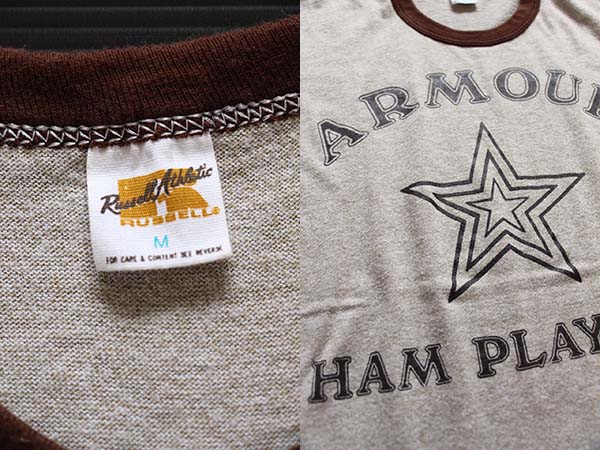 Russell Athletic
R
RUSSELL®
M
FOR CARE & CONTENT SEE REVERSE
ARMOU
HAM PLAY